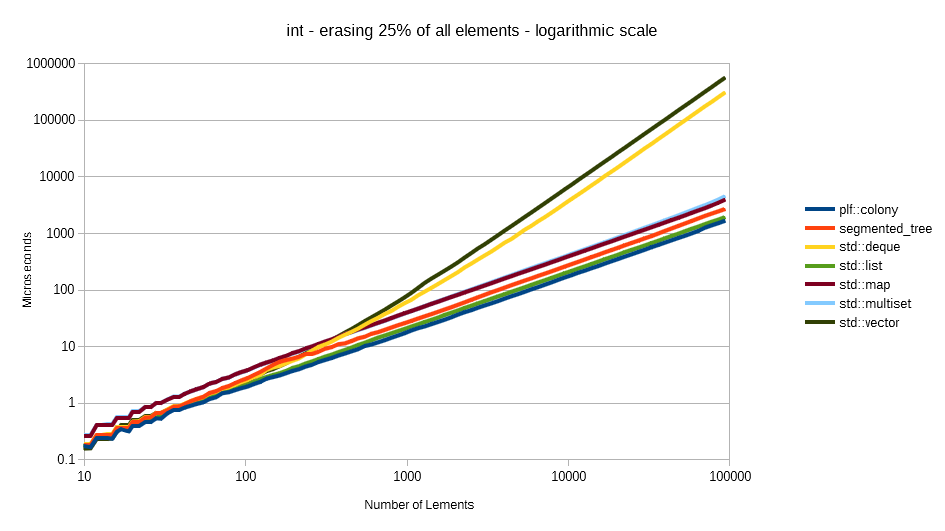 int - erasing 25% of all elements - logarithmic scale
1000000
100000
10000
1000
100
10
1
0.1
Micros econds
10
100
1000
10000
100000
Number of Lements
plf::colony
segmented_tree
std::deque
std::list
std::map
std::multiset
std::vector